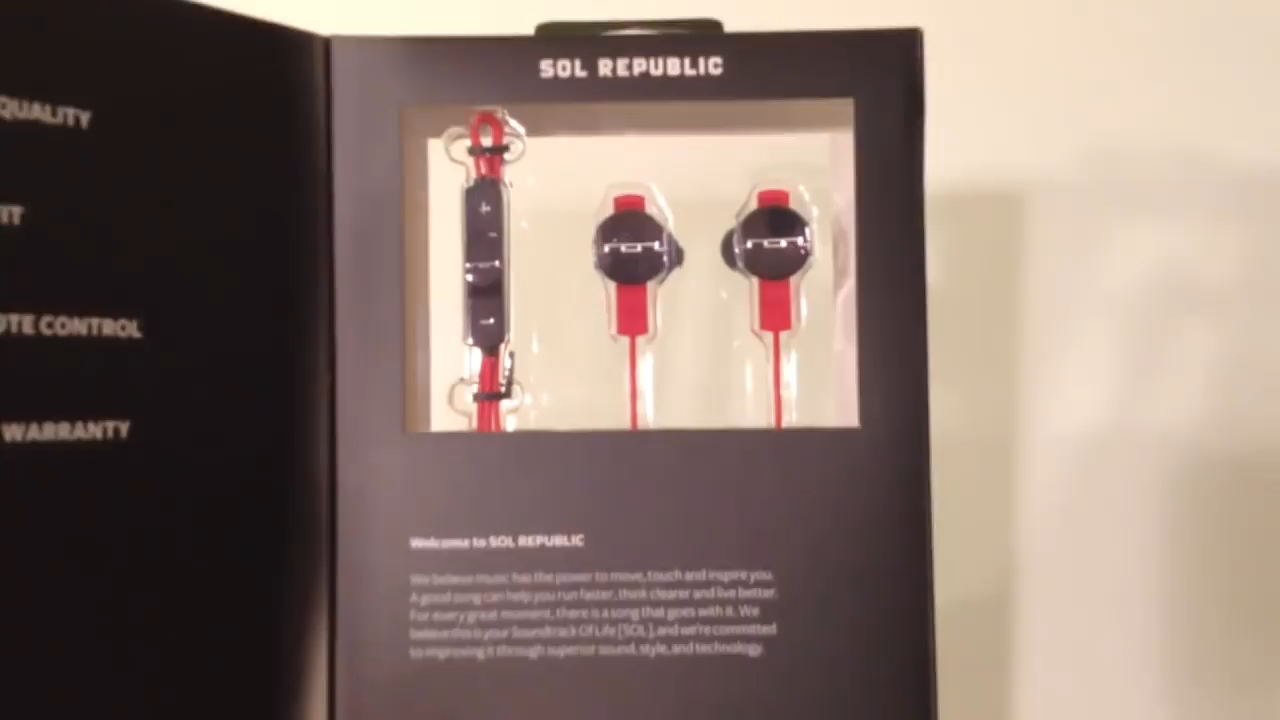 QUALITY
IT
OTE CONTROL
WARRANTY
SOL REPUBLIC
+
-
Welcome to SOL REPUBLIC
We believe music has the power to move, touch and inspire you.
A good song can help you run faster, think clearer and live better.
For every great moment, there is a song that goes with it. We
believe this is your Soundtrack Of Life [SOL], and we're committed
to improving it through superior sound, style, and technology.